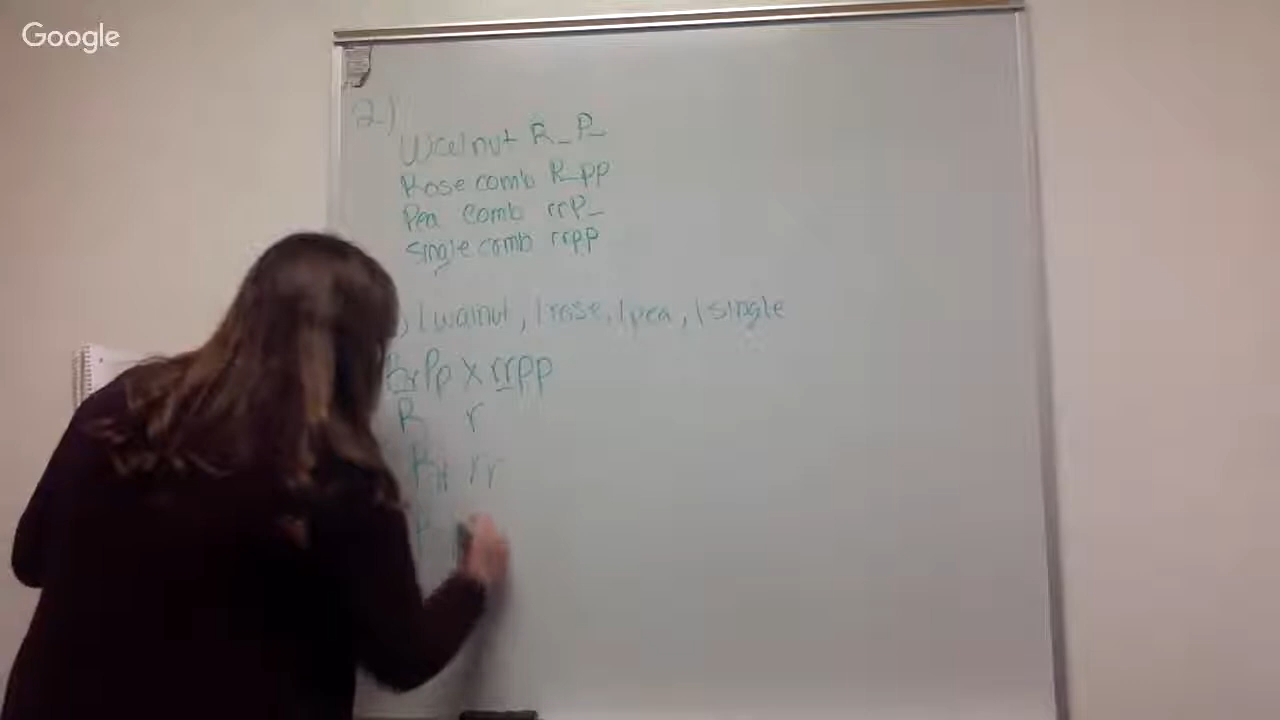 Google
2)
Walnut R_P_
Rose comb R_pp
Pea comb rrP_
single comb rrpp
) 1 walnut, 1 rose, 1 pea, 1 single
RrPp x rrpp
R r
Rr rr
P